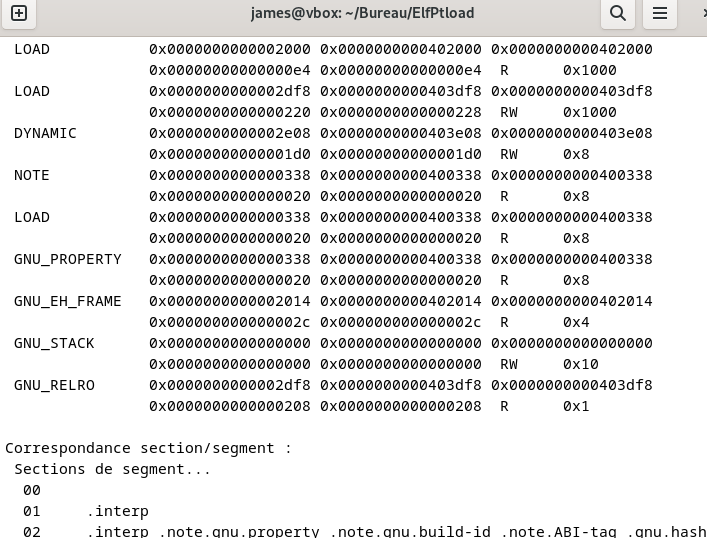 james@vbox: ~/Bureau/ElfPtload
LOAD 0x0000000000002000 0x0000000000402000 0x0000000000402000
0x00000000000000e4 0x00000000000000e4 R 0x1000
LOAD 0x0000000000002df8 0x0000000000403df8 0x0000000000403df8
0x0000000000000220 0x0000000000000228 RW 0x1000
DYNAMIC 0x0000000000002e08 0x0000000000403e08 0x0000000000403e08
0x00000000000001d0 0x00000000000001d0 RW 0x8
NOTE 0x0000000000000338 0x0000000000400338 0x0000000000400338
0x0000000000000020 0x0000000000000020 R 0x8
LOAD 0x0000000000000338 0x0000000000400338 0x0000000000400338
0x0000000000000020 0x0000000000000020 R 0x8
GNU_PROPERTY 0x0000000000000338 0x0000000000400338 0x0000000000400338
0x0000000000000020 0x0000000000000020 R 0x8
GNU_EH_FRAME 0x0000000000002014 0x0000000000402014 0x0000000000402014
0x000000000000002c 0x000000000000002c R 0x4
GNU_STACK 0x0000000000000000 0x0000000000000000 0x0000000000000000
0x0000000000000000 0x0000000000000000 RW 0x10
GNU_RELRO 0x0000000000002df8 0x0000000000403df8 0x0000000000403df8
0x0000000000000208 0x0000000000000208 R 0x1
Correspondance section/segment :
Sections de segment...
00
01 .interp
02 .interp .note.gnu.property .note.gnu.build-id .note.ABI-tag .gnu.hash